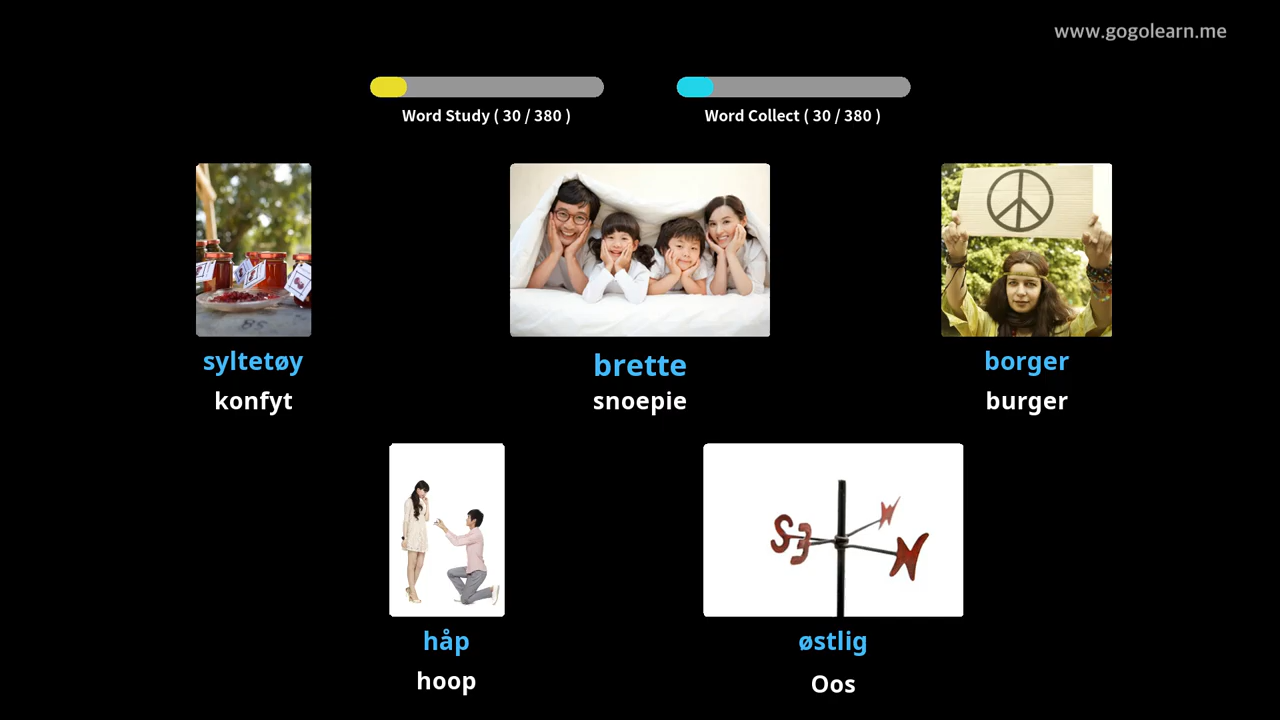 www.gogolearn.me
Word Study ( 30 / 380 )
Word Collect ( 30 / 380 )
syltetøy
konfyt
brette
snoepie
borger
burger
håp
hoop
østlig
Oos